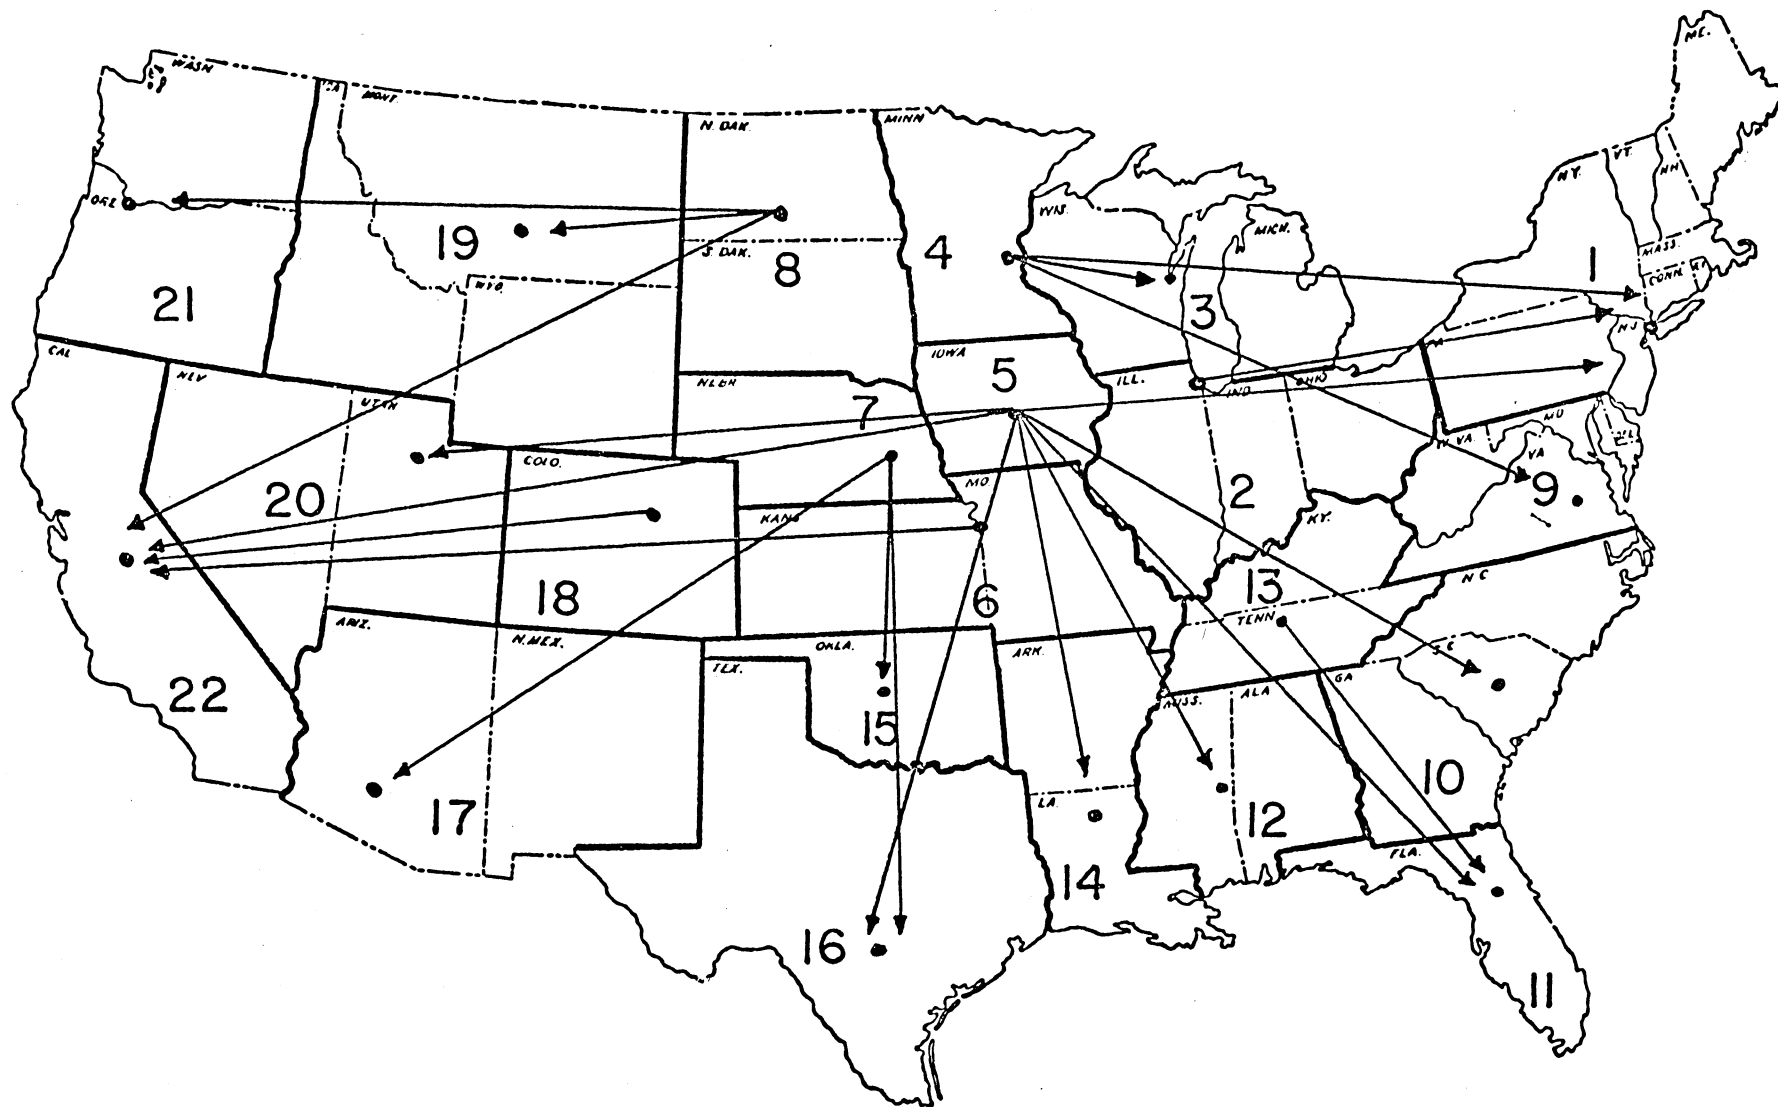 ME.
WASH
MONT.
N. DAK.
MINN
VT.
NH
N.Y.
ORE
WIS.
MICH.
MASS.
CONN
RI
19
S. DAK.
8
4
1
WYO.
21
3
NJ
CAL
IOWA
NEV
NEBR
5
ILL.
IND
OHIO
UTAH
7
MD
W. VA.
DEL
VA
COLO.
20
MO
2
9
KANS
KY.
18
6
13
NC
ARIZ.
N. MEX.
OKLA.
TENN
TEX.
ARK.
S C
22
MISS.
ALA
GA
15
17
LA.
12
10
FLA.
14
16
11